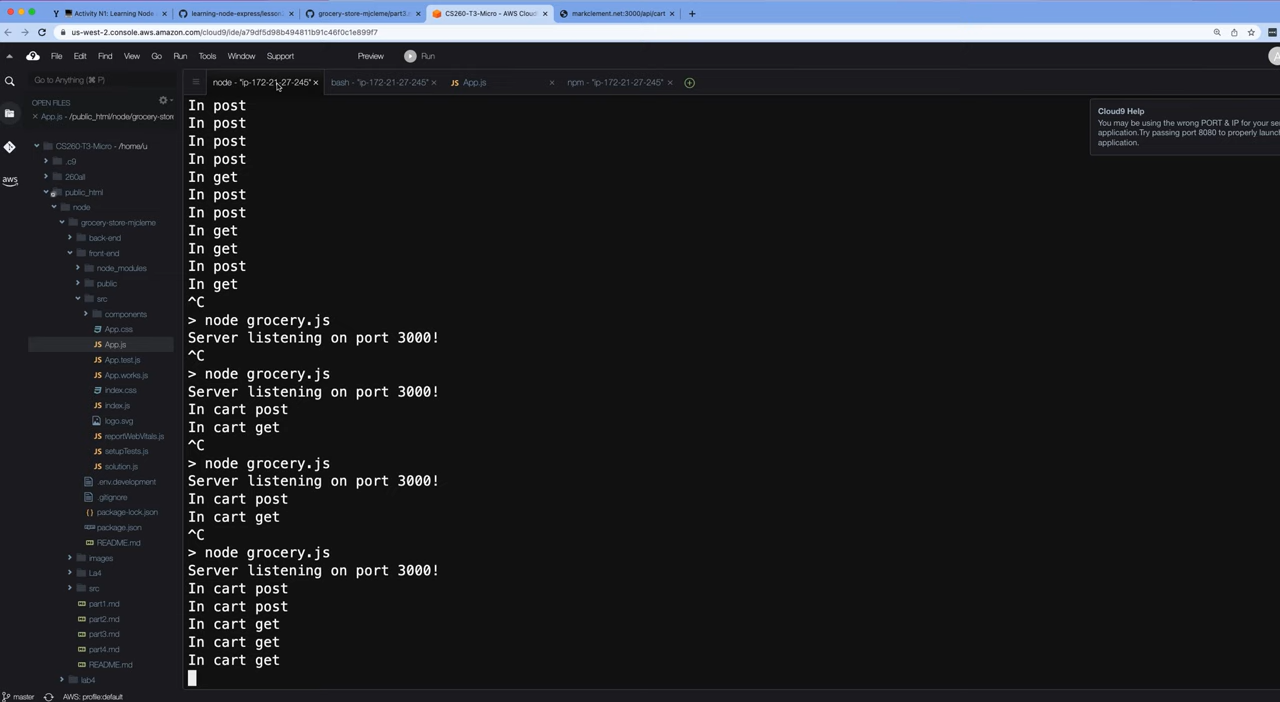 Activity N1: Learning Node
learning-node-express/lesson
grocery-store-mjcleme/part3.m
CS260-T3-Micro - AWS Cloud
markclement.net:3000/api/cart
us-west-2.console.aws.amazon.com/cloud9/ide/a79df5d98b494811b91c46f0c1e899f7
File Edit Find View Go Run Tools Window Support Preview Run
Go to Anything (⌘ P)
node - "ip-172-21-27-245"
bash - "ip-172-21-27-245"
App.js
npm - "ip-172-21-27-245"
OPEN FILES
App.js - /public_html/node/grocery-store
CS260-T3-Micro - /home/u
.c9
260all
public_html
node
grocery-store-mjcleme
back-end
front-end
node_modules
public
src
components
App.css
App.js
App.test.js
App.works.js
index.css
index.js
logo.svg
reportWebVitals.js
setupTests.js
solution.js
.env.development
.gitignore
package-lock.json
package.json
README.md
images
La4
src
part1.md
part2.md
part3.md
part4.md
README.md
lab4
aws
In post
In post
In post
In post
In get
In post
In post
In get
In get
In post
In get
^C
> node grocery.js
Server listening on port 3000!
^C
> node grocery.js
Server listening on port 3000!
In cart post
In cart get
^C
> node grocery.js
Server listening on port 3000!
In cart post
In cart get
^C
> node grocery.js
Server listening on port 3000!
In cart post
In cart post
In cart get
In cart get
In cart get
Cloud9 Help
You may be using the wrong PORT & IP for your se
application.Try passing port 8080 to properly launch
application.
master
AWS: profile:default